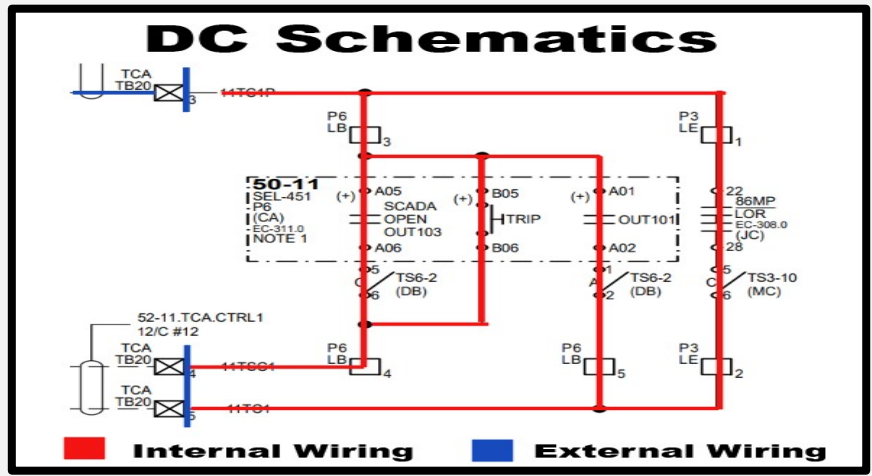 DC Schematics
TCA
TB20
3
11TC1P
P6
LB
3
P3
LE
1
50-11
SEL-451
P6
(CA)
EC-311.0
NOTE 1
(+)
A05
SCADA
OPEN
OUT103
A06
(+)
B05
TRIP
B06
(+)
A01
OUT101
A02
22
86MP
LOR
EC-308.0
(JC)
28
5
C
6
TS6-2
(DB)
1
A
2
TS6-2
(DB)
5
C
6
TS3-10
(MC)
52-11.TCA.CTRL1
12/C #12
TCA
TB20
4
11TSC1
P6
LB
4
P6
LB
5
P3
LE
2
TCA
TB20
5
11TC1
Internal Wiring
External Wiring